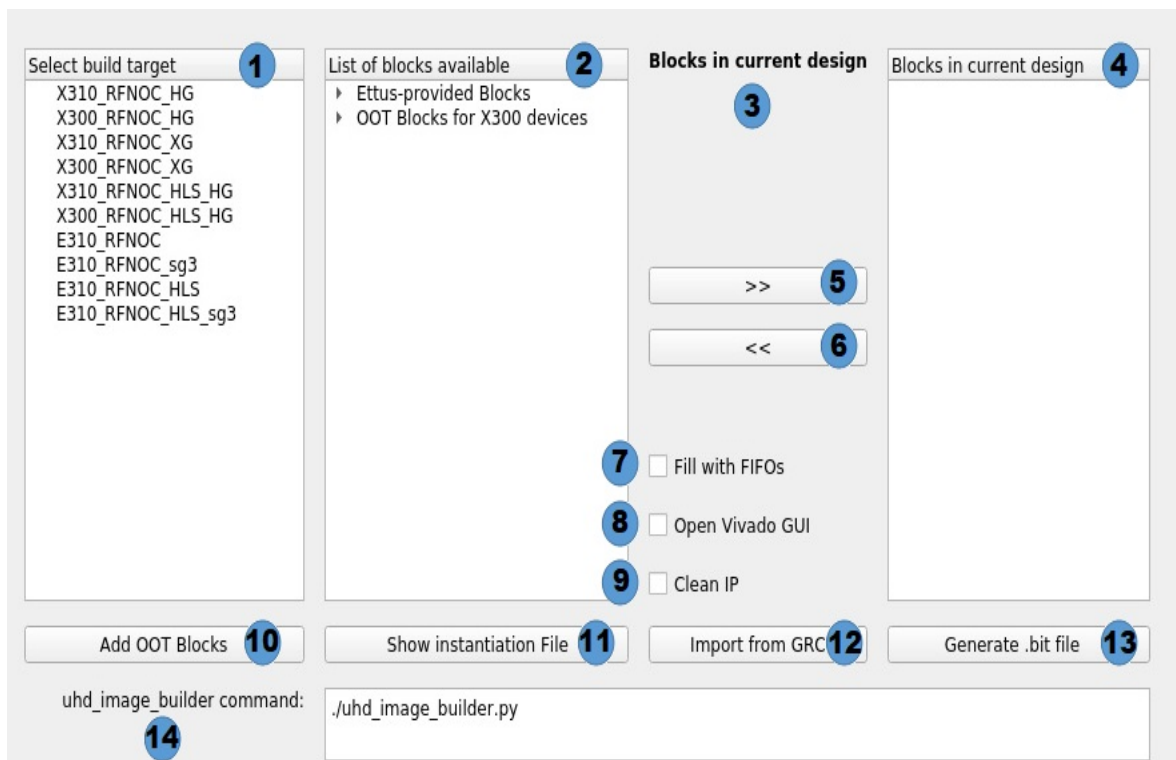 Select build target 1
X310_RFNOC_HG
X300_RFNOC_HG
X310_RFNOC_XG
X300_RFNOC_XG
X310_RFNOC_HLS_HG
X300_RFNOC_HLS_HG
E310_RFNOC
E310_RFNOC_sg3
E310_RFNOC_HLS
E310_RFNOC_HLS_sg3
List of blocks available 2
Ettus-provided Blocks
OOT Blocks for X300 devices
Blocks in current design
3
Blocks in current design 4
>> 5
<< 6
7 Fill with FIFOs
8 Open Vivado GUI
9 Clean IP
Add OOT Blocks 10
Show instantiation File 11
Import from GRC 12
Generate .bit file 13
uhd_image_builder command:
14
./uhd_image_builder.py